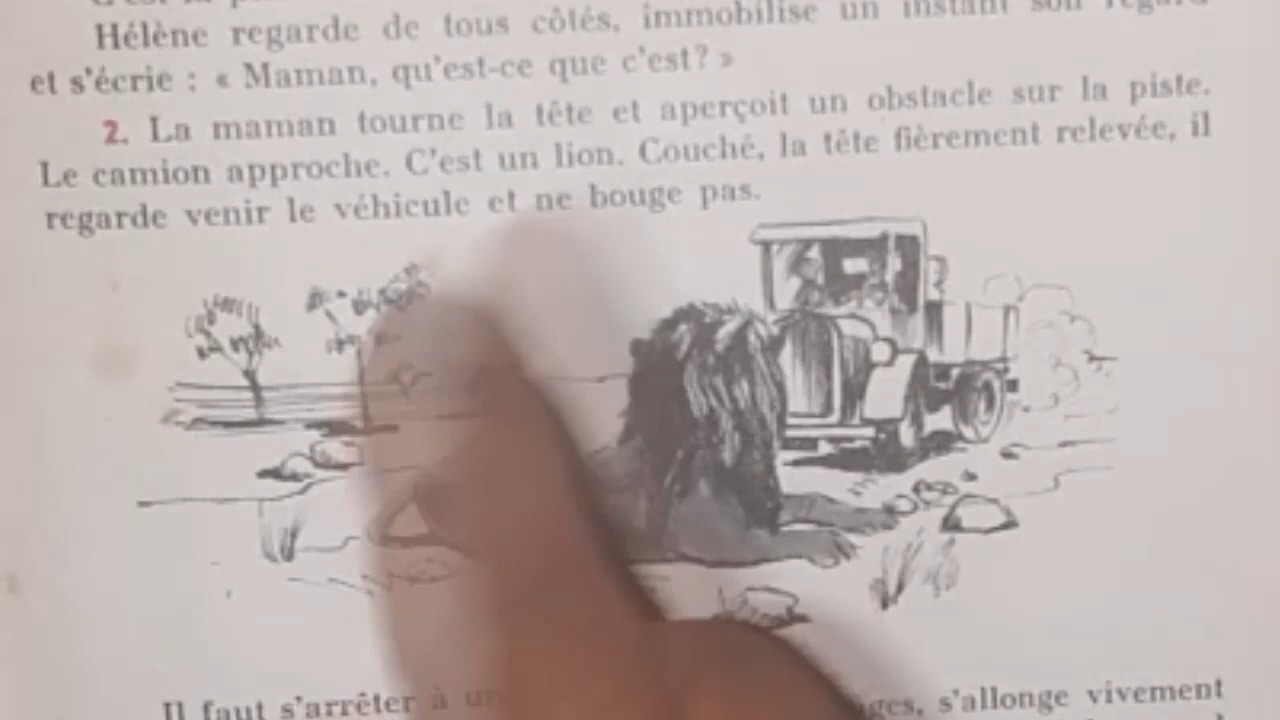 Hélène regarde de tous côtés, immobilise un instant son regard
et s'écrie : « Maman, qu'est-ce que c'est? »
2. La maman tourne la tête et aperçoit un obstacle sur la piste.
Le camion approche. C'est un lion. Couché, la tête fièrement relevée, il
regarde venir le véhicule et ne bouge pas.
Il faut s'arrêter à s'allonge vivement